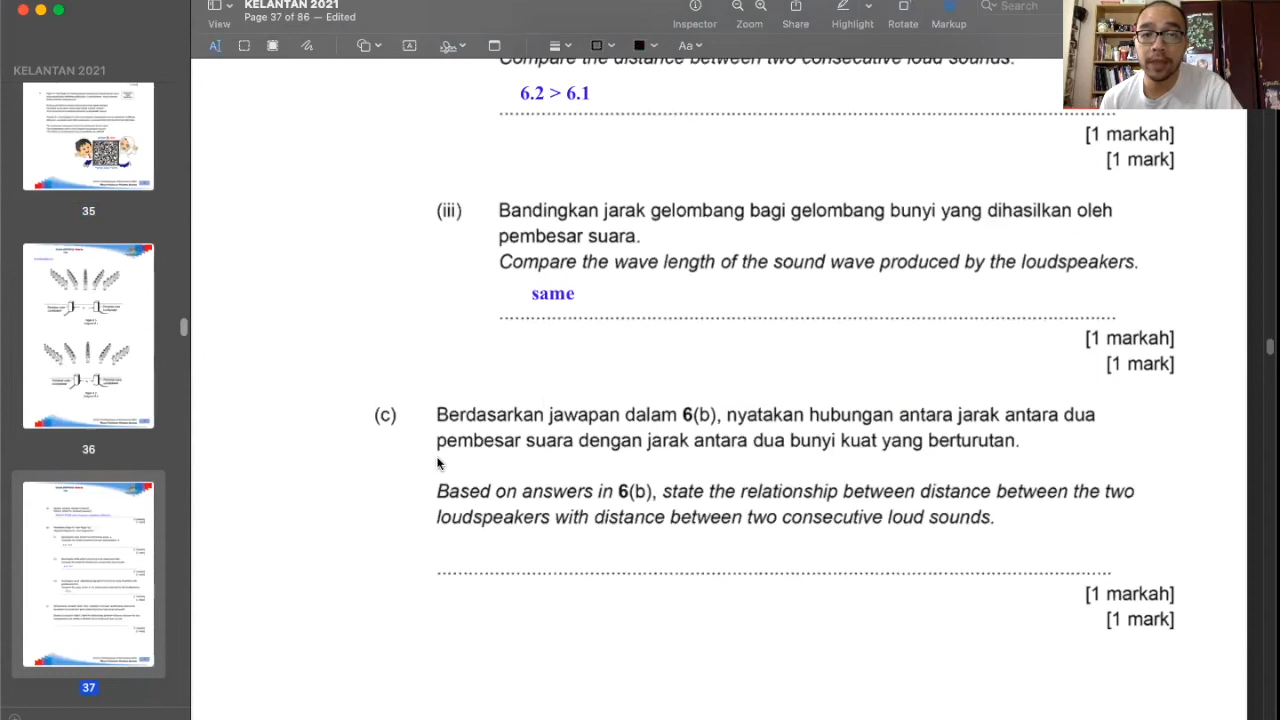 KELANTAN 2021
Page 37 of 86 — Edited
View
Inspector
Zoom
Share
Highlight
Rotate
Markup
Search
Aa
KELANTAN 2021
35
36
37
Compare the distance between two consecutive loud sounds.
6.2 > 6.1
[1 markah]
[1 mark]
(iii) Bandingkan jarak gelombang bagi gelombang bunyi yang dihasilkan oleh
pembesar suara.
Compare the wave length of the sound wave produced by the loudspeakers.
same
[1 markah]
[1 mark]
(c) Berdasarkan jawapan dalam 6(b), nyatakan hubungan antara jarak antara dua
pembesar suara dengan jarak antara dua bunyi kuat yang berturutan.
Based on answers in 6(b), state the relationship between distance between the two
loudspeakers with distance between two consecutive loud sounds.
[1 markah]
[1 mark]